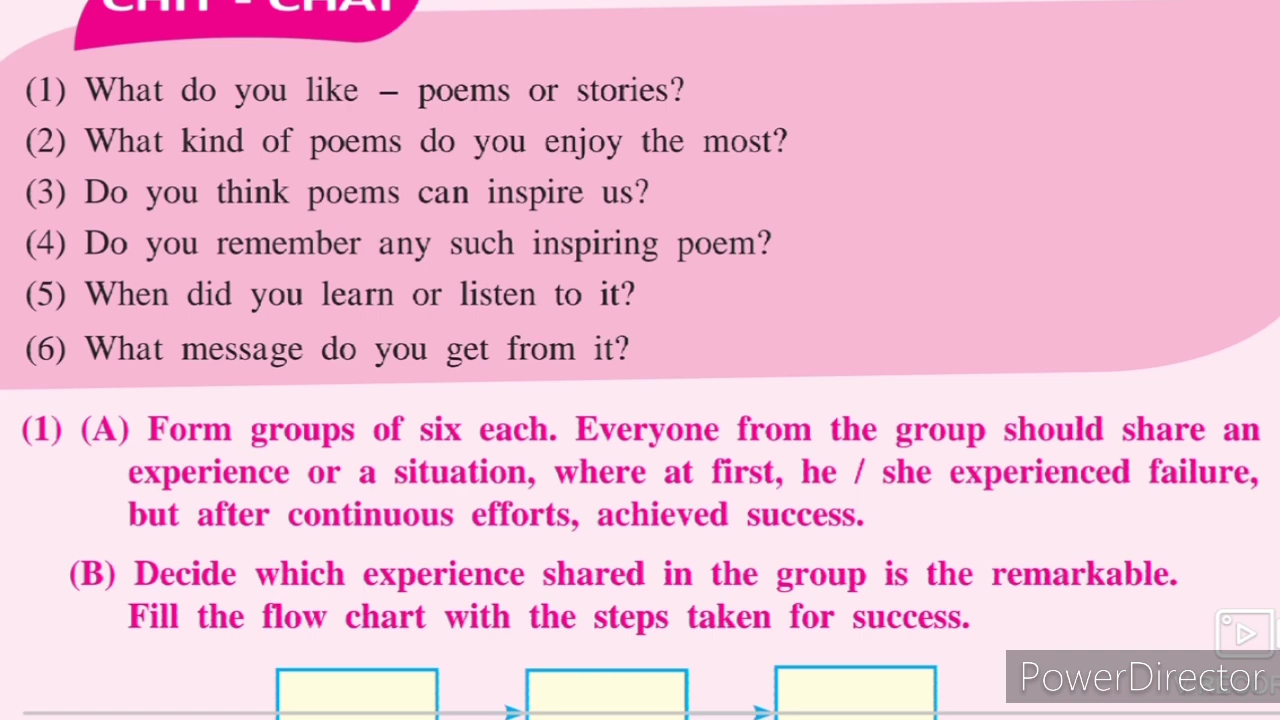 CHIT - CHAT
(1) What do you like – poems or stories?
(2) What kind of poems do you enjoy the most?
(3) Do you think poems can inspire us?
(4) Do you remember any such inspiring poem?
(5) When did you learn or listen to it?
(6) What message do you get from it?
(1) (A) Form groups of six each. Everyone from the group should share an
experience or a situation, where at first, he / she experienced failure,
but after continuous efforts, achieved success.
(B) Decide which experience shared in the group is the remarkable.
Fill the flow chart with the steps taken for success.
PowerDirector